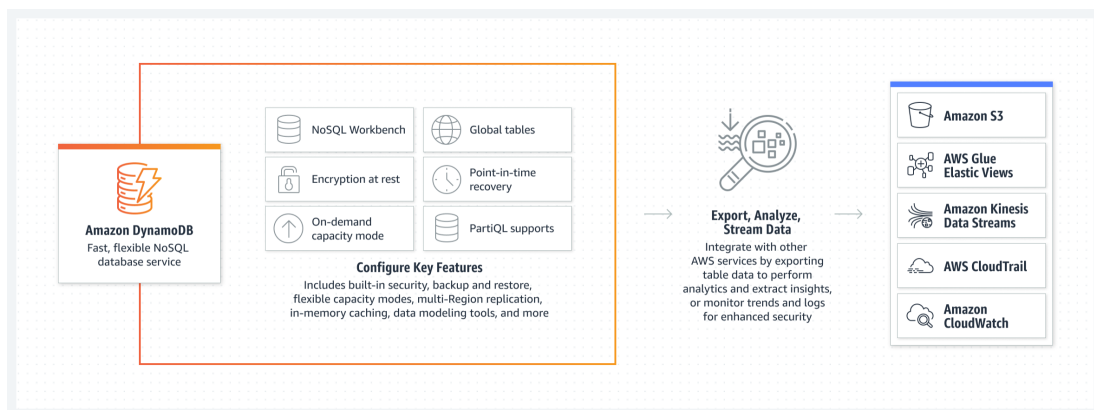 Amazon DynamoDB
Fast, flexible NoSQL
database service
NoSQL Workbench
Global tables
Encryption at rest
Point-in-time
recovery
On-demand
capacity mode
PartiQL supports
Configure Key Features
Includes built-in security, backup and restore,
flexible capacity modes, multi-Region replication,
in-memory caching, data modeling tools, and more
Export, Analyze,
Stream Data
Integrate with other
AWS services by exporting
table data to perform
analytics and extract insights,
or monitor trends and logs
for enhanced security
Amazon S3
AWS Glue
Elastic Views
Amazon Kinesis
Data Streams
AWS CloudTrail
Amazon
CloudWatch